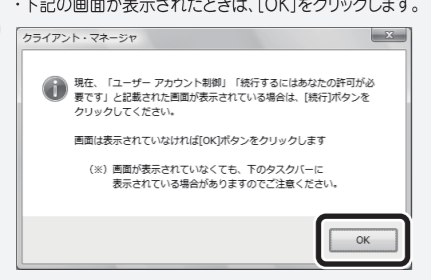 ・下記の画面が表示されたときは、［OK］をクリックします。
クライアント・マネージャ
現在、「ユーザー アカウント制御」「続行するにはあなたの許可が必
要です」と記載された画面が表示されている場合は、[続行]ボタンを
クリックしてください。
画面は表示されていなければ[OK]ボタンをクリックします
（※）画面が表示されていなくても、下のタスクバーに
表示されている場合がありますのでご注意ください。
OK